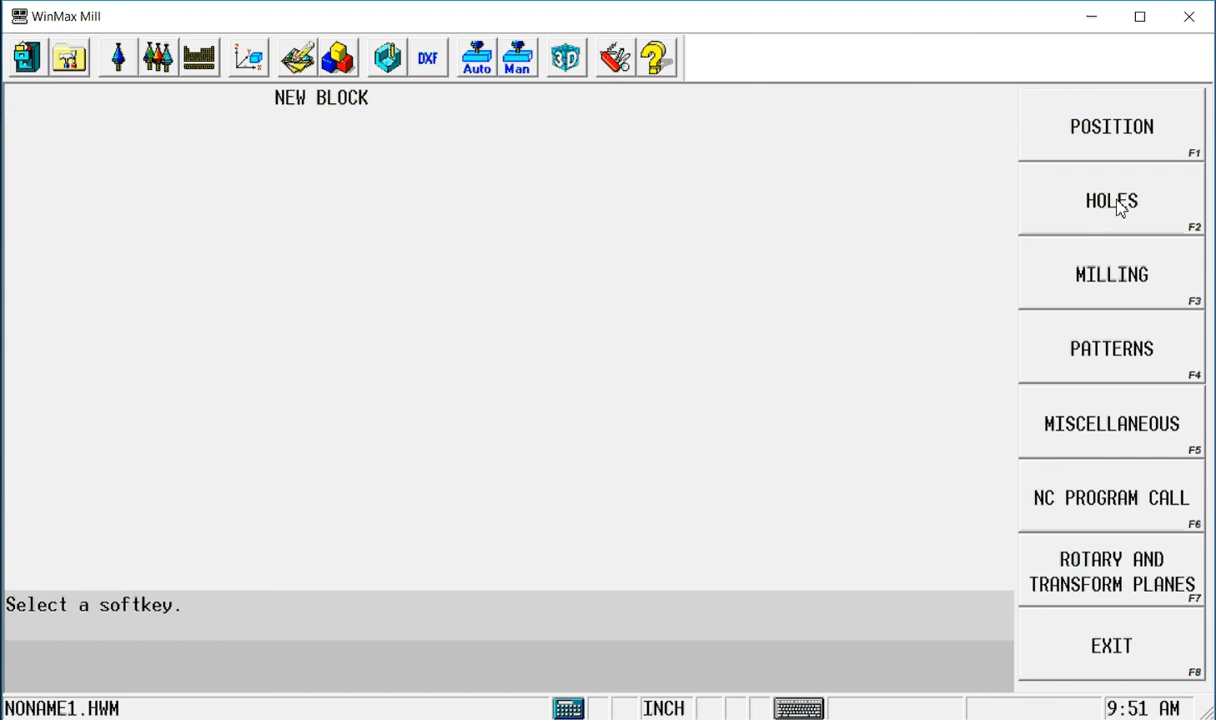 WinMax Mill
DXF
Auto
Man
3D
NEW BLOCK
POSITION
F1
HOLES
F2
MILLING
F3
PATTERNS
F4
MISCELLANEOUS
F5
NC PROGRAM CALL
F6
ROTARY AND
TRANSFORM PLANES
F7
EXIT
F8
Select a softkey.
NONAME1.HWM
INCH
9:51 AM